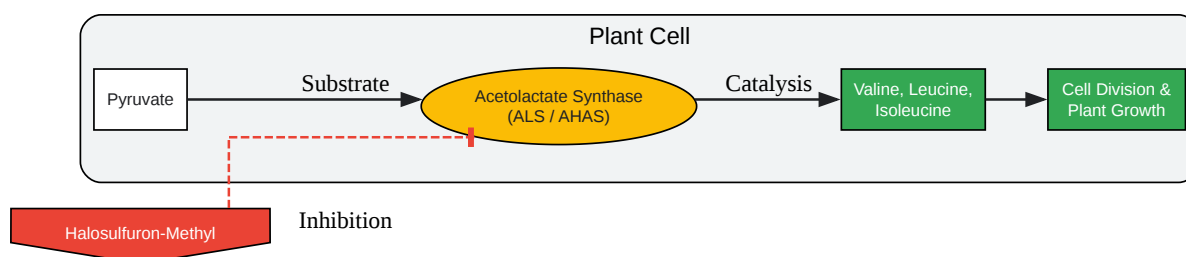 Plant Cell
Pyruvate
Substrate
Acetolactate Synthase
(ALS / AHAS)
Catalysis
Valine, Leucine,
Isoleucine
Cell Division &
Plant Growth
Halosulfuron-Methyl
Inhibition